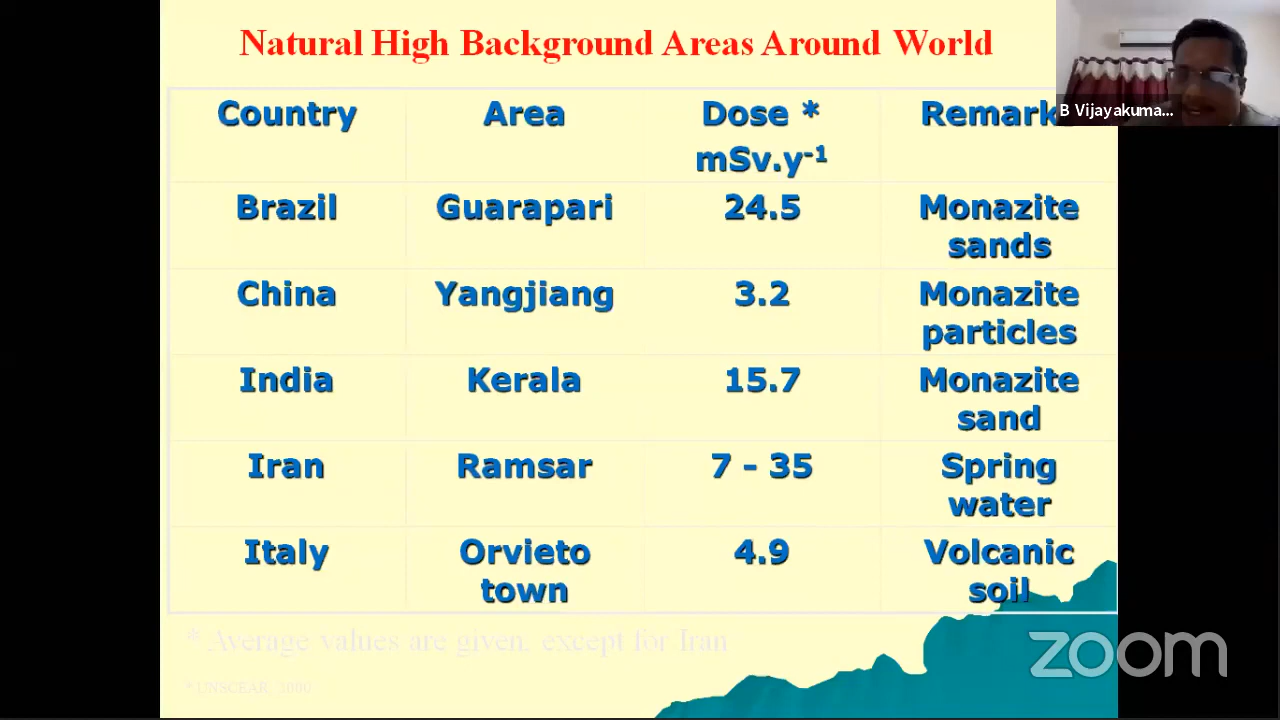 Natural High Background Areas Around World
B Vijayakuma...
Country Area Dose * Remark
mSv.y-1
Brazil Guarapari 24.5 Monazite
sands
China Yangjiang 3.2 Monazite
particles
India Kerala 15.7 Monazite
sand
Iran Ramsar 7 - 35 Spring
water
Italy Orvieto 4.9 Volcanic
town soil
* Average values are given, except for Iran
* UNSCEAR, 2000
zoom